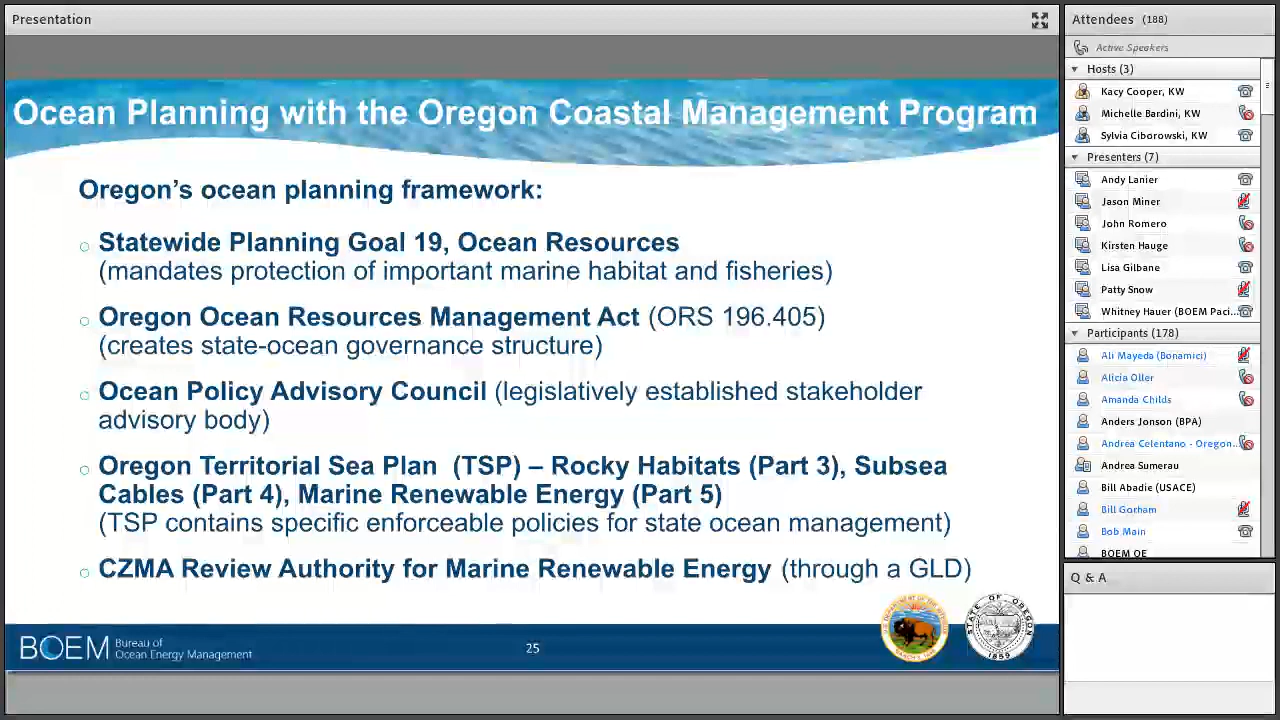 Presentation
Ocean Planning with the Oregon Coastal Management Program
Oregon’s ocean planning framework:
Statewide Planning Goal 19, Ocean Resources
(mandates protection of important marine habitat and fisheries)
Oregon Ocean Resources Management Act (ORS 196.405)
(creates state-ocean governance structure)
Ocean Policy Advisory Council (legislatively established stakeholder
advisory body)
Oregon Territorial Sea Plan (TSP) – Rocky Habitats (Part 3), Subsea
Cables (Part 4), Marine Renewable Energy (Part 5)
(TSP contains specific enforceable policies for state ocean management)
CZMA Review Authority for Marine Renewable Energy (through a GLD)
BOEM Bureau of
Ocean Energy Management
25
STATE OF OREGON
1859
Attendees (188)
Active Speakers
Hosts (3)
Kacy Cooper, KW
Michelle Bardini, KW
Sylvia Ciborowski, KW
Presenters (7)
Andy Lanier
Jason Miner
John Romero
Kirsten Hauge
Lisa Gilbane
Patty Snow
Whitney Hauer (BOEM Paci...
Participants (178)
Ali Mayeda (Bonamici)
Alicia Oller
Amanda Childs
Anders Jonson (BPA)
Andrea Celentano - Oregon...
Andrea Sumerau
Bill Abadie (USACE)
Bill Gorham
Bob Main
BOEM OE
Q & A